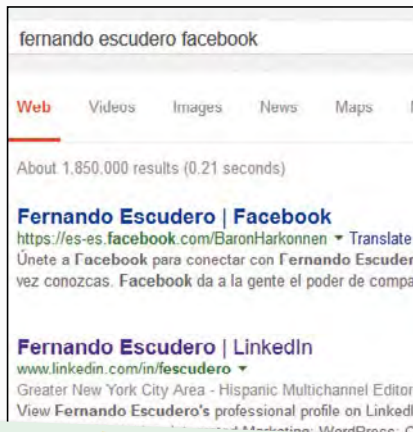 fernando escudero facebook
Web Videos Images News Maps
About 1,850,000 results (0.21 seconds)
Fernando Escudero | Facebook
https://es-es.facebook.com/BaronHarkonnen Translate
Únete a Facebook para conectar con Fernando Escuder
vez conozcas. Facebook da a la gente el poder de compa
Fernando Escudero | LinkedIn
www.linkedin.com/in/fescudero
Greater New York City Area - Hispanic Multichannel Editor
View Fernando Escudero's professional profile on Linked
Marketing: WordPress: